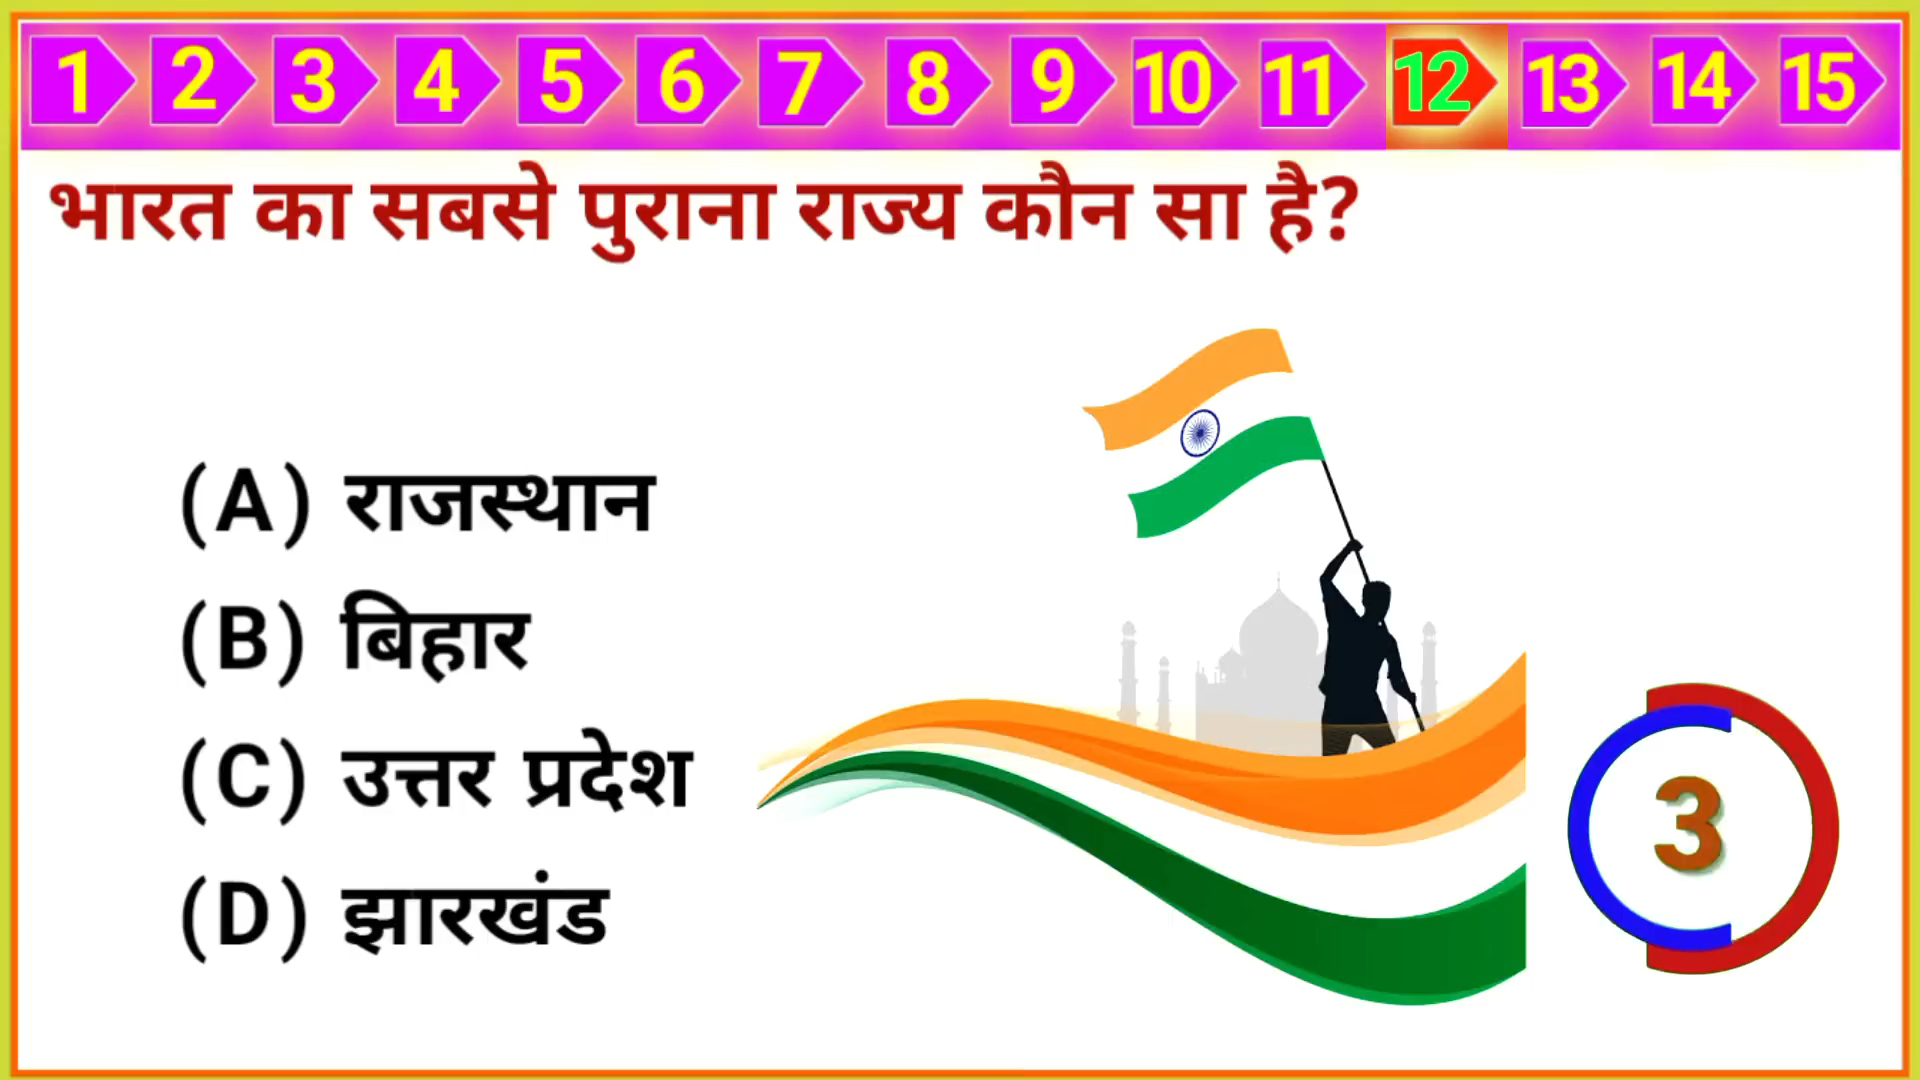 1 2 3 4 5 6 7 8 9 10 11 12 13 14 15
भारत का सबसे पुराना राज्य कौन सा है?
(A) राजस्थान
(B) बिहार
(C) उत्तर प्रदेश
(D) झारखंड
3